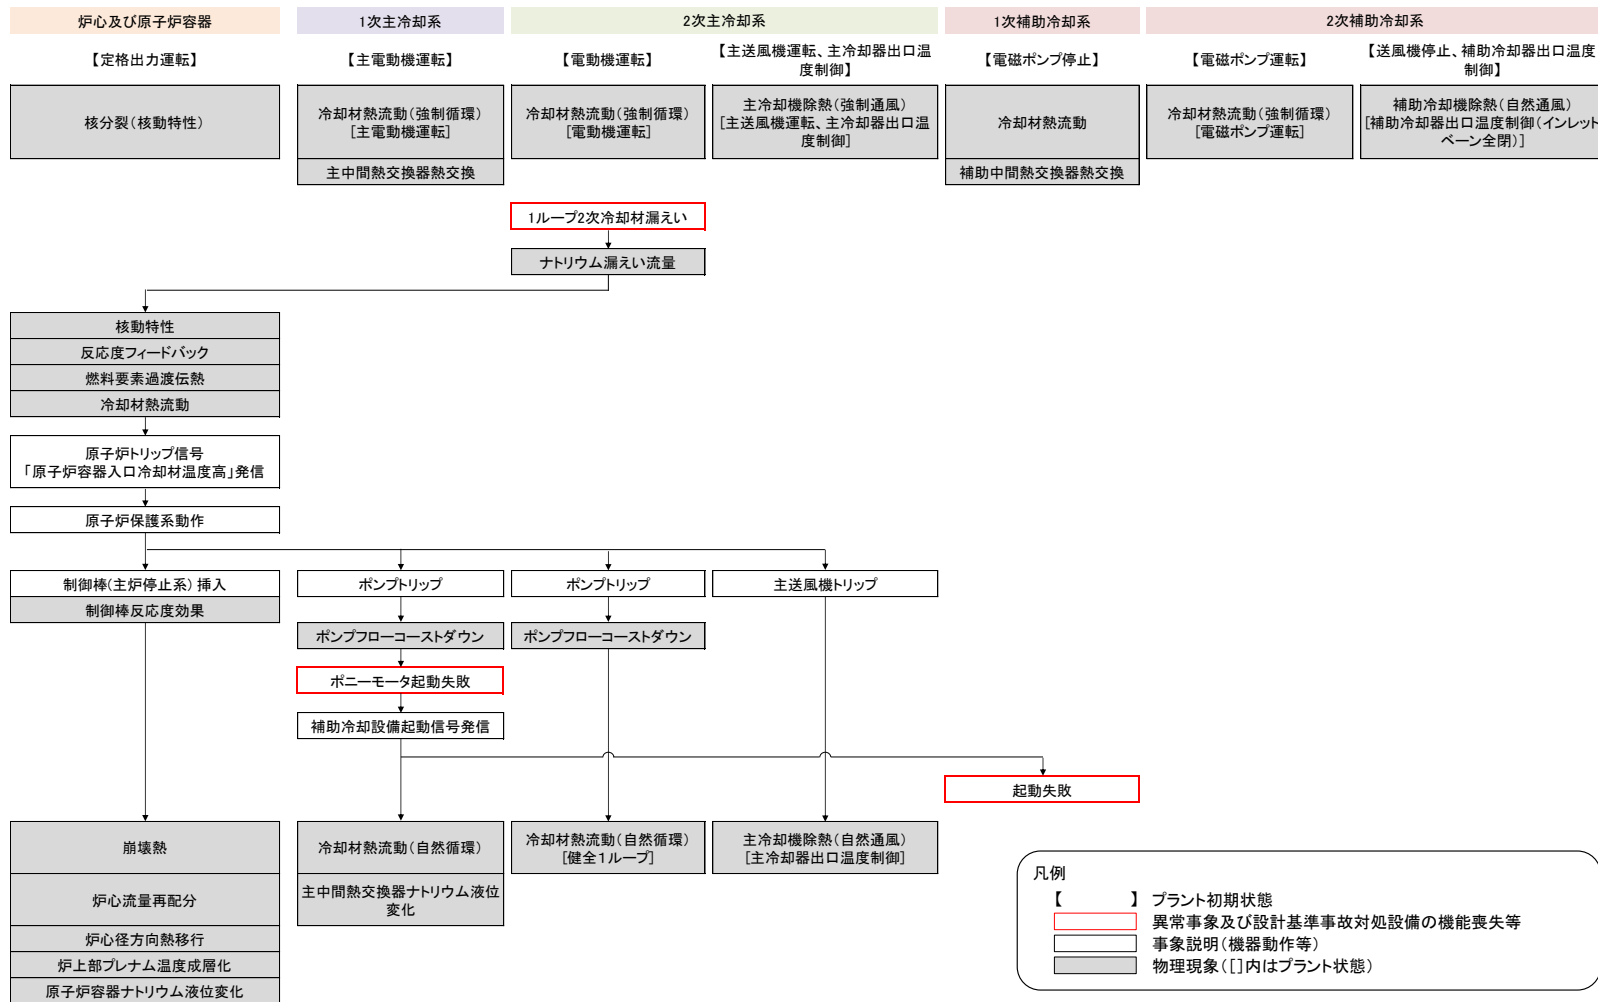 炉心及び原子炉容器
1次主冷却系
2次主冷却系
1次補助冷却系
2次補助冷却系
【定格出力運転】
【主電動機運転】
【電動機運転】
【主送風機運転、主冷却器出口温
度制御】
【電磁ポンプ停止】
【電磁ポンプ運転】
【送風機停止、補助冷却器出口温度
制御】
核分裂(核動特性)
冷却材熱流動(強制循環)
[主電動機運転]
冷却材熱流動(強制循環)
[電動機運転]
主冷却機除熱(強制通風)
[主送風機運転、主冷却器出口温
度制御]
冷却材熱流動
冷却材熱流動(強制循環)
[電磁ポンプ運転]
補助冷却機除熱(自然通風)
[補助冷却器出口温度制御(インレット
ベーン全閉)]
主中間熱交換器熱交換
補助中間熱交換器熱交換
1ループ2次冷却材漏えい
ナトリウム漏えい流量
核動特性
反応度フィードバック
燃料要素過渡伝熱
冷却材熱流動
原子炉トリップ信号
「原子炉容器入口冷却材温度高」発信
原子炉保護系動作
制御棒(主炉停止系)挿入
制御棒反応度効果
ポンプトリップ
ポンプトリップ
主送風機トリップ
ポンプフローコーストダウン
ポンプフローコーストダウン
ポニーモータ起動失敗
補助冷却設備起動信号発信
起動失敗
崩壊熱
冷却材熱流動(自然循環)
冷却材熱流動(自然循環)
[健全1ループ]
主冷却機除熱(自然通風)
[主冷却器出口温度制御]
炉心流量再配分
主中間熱交換器ナトリウム液位
変化
炉心径方向熱移行
炉上部プレナム温度成層化
原子炉容器ナトリウム液位変化
凡例
【 】 プラント初期状態
異常事象及び設計基準事故対処設備の機能喪失等
事象説明(機器動作等)
物理現象([]内はプラント状態)